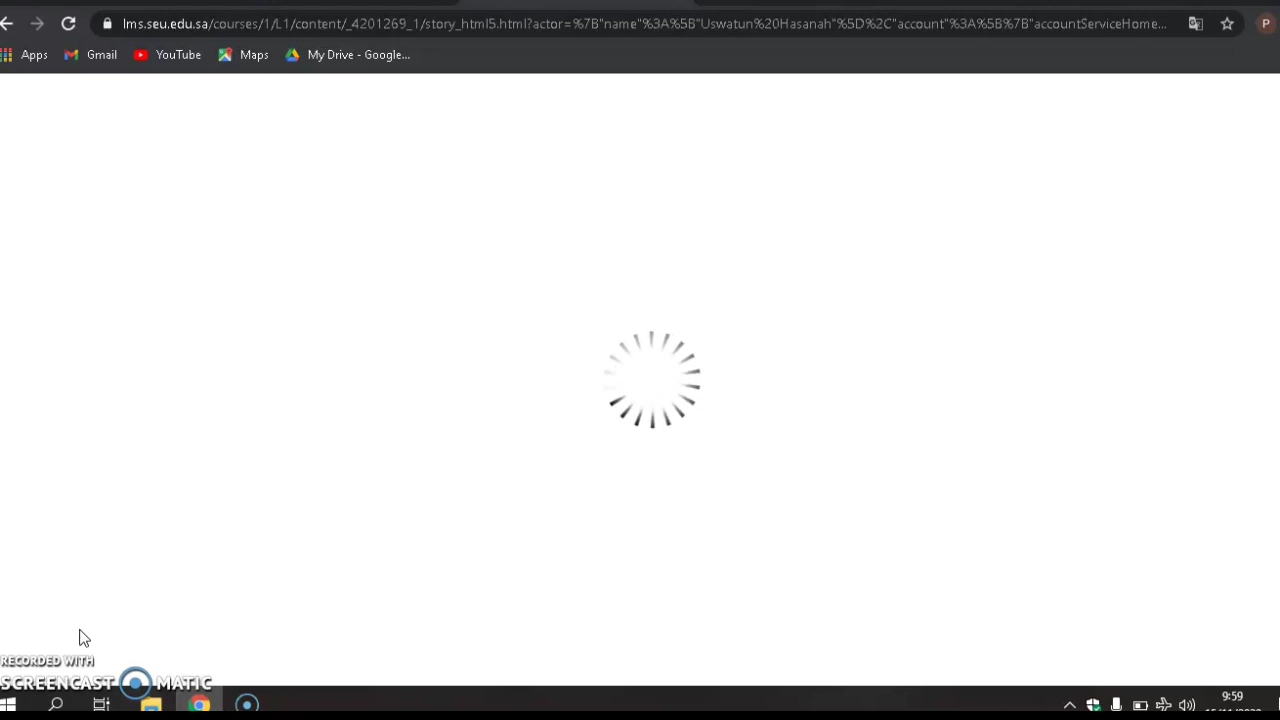 lms.seu.edu.sa/courses/1/L1/content/_4201269_1/story_html5.html?actor=%7B"name"%3A%5B"Uswatun%20Hasanah"%5D%2C"account"%3A%5B%7B"accountServiceHome...
P
Apps Gmail YouTube Maps My Drive - Google...
RECORDED WITH
SCREENCAST MATIC
9:59